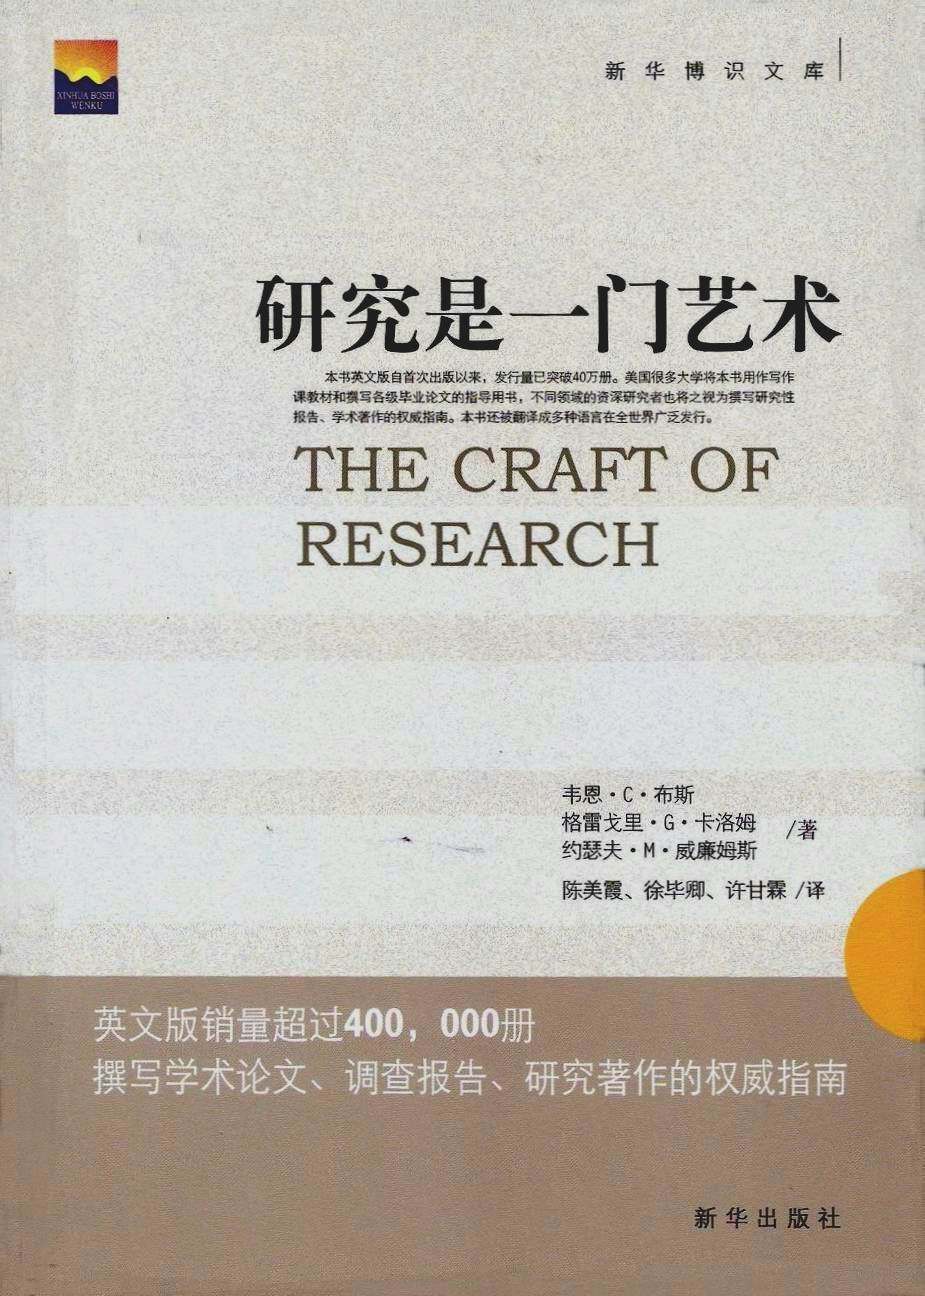 XINHUA BOSHI
WENKU
新华博识文库
研究是一门艺术
本书英文版自首次出版以来，发行量已突破40万册。美国很多大学将本书用作写作
课教材和撰写各级毕业论文的指导用书，不同领域的资深研究者也将之视为撰写研究性
报告、学术著作的权威指南。本书还被翻译成多种语言在全世界广泛发行。
THE CRAFT OF
RESEARCH
韦恩·C·布斯
格雷戈里·G·卡洛姆 /著
约瑟夫·M·威廉姆斯
陈美霞、徐毕卿、许甘霖 /译
英文版销量超过400，000册
撰写学术论文、调查报告、研究著作的权威指南
新华出版社